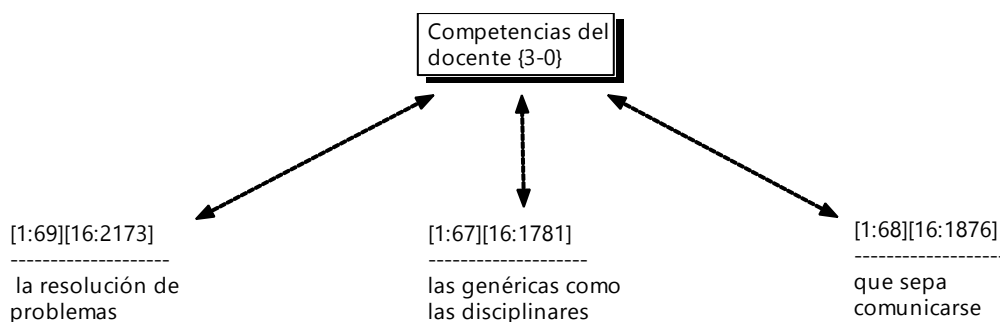 Competencias del
docente {3-0}
[1:69][16:2173]
--------------------
la resolución de
problemas
[1:67][16:1781]
--------------------
las genéricas como
las disciplinares
[1:68][16:1876]
-------------------
que sepa
comunicarse